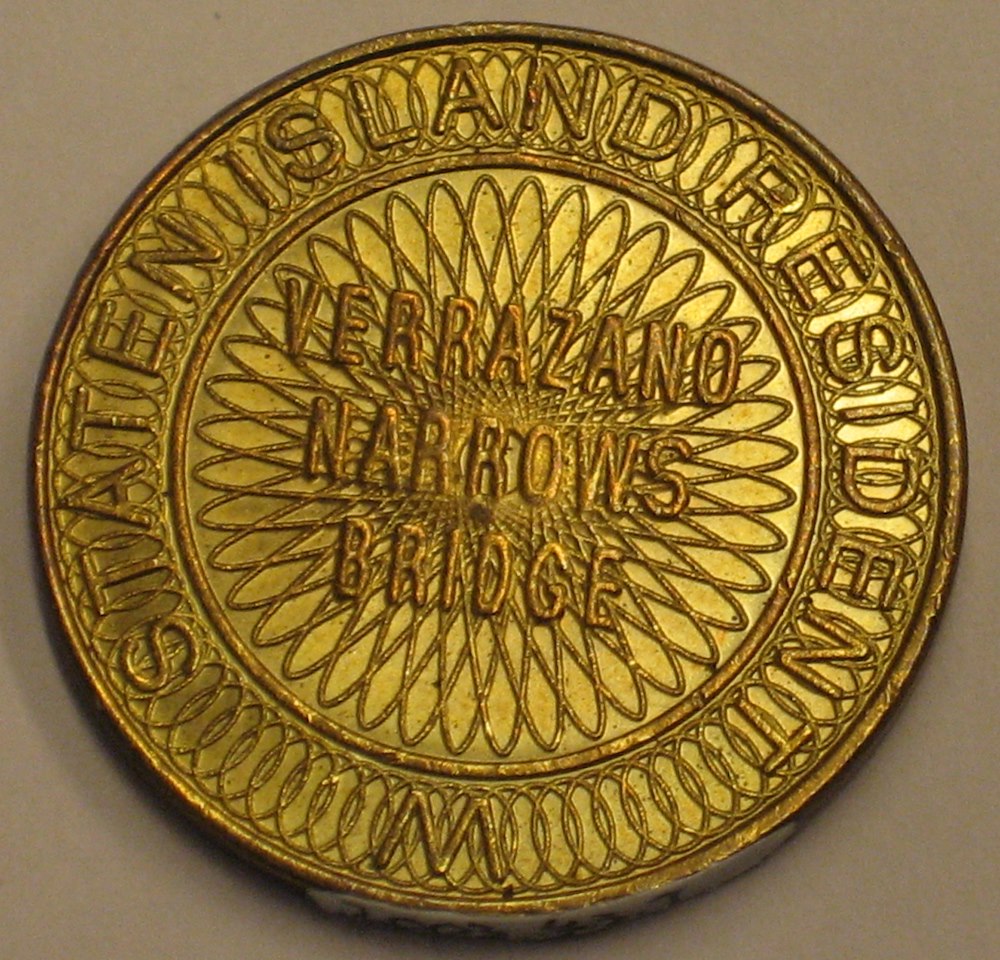 STATEN ISLAND RESIDENT
VERRAZANO
NARROWS
BRIDGE
W